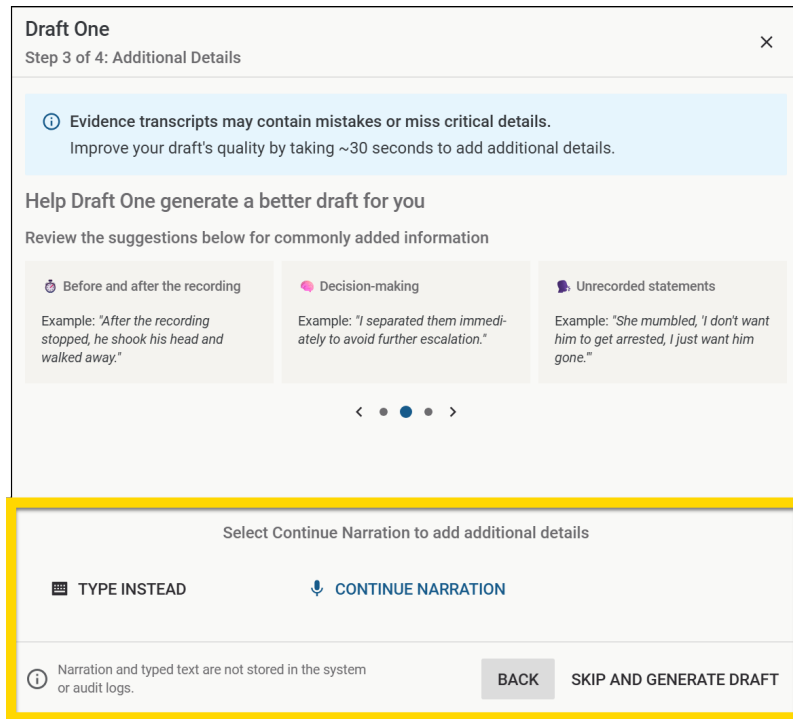 Draft One
Step 3 of 4: Additional Details
Evidence transcripts may contain mistakes or miss critical details.
Improve your draft's quality by taking ~30 seconds to add additional details.
Help Draft One generate a better draft for you
Review the suggestions below for commonly added information
Before and after the recording
Example: "After the recording
stopped, he shook his head and
walked away."
Decision-making
Example: "I separated them immedi-
ately to avoid further escalation."
Unrecorded statements
Example: "She mumbled, 'I don't want
him to get arrested, I just want him
gone.'"
Select Continue Narration to add additional details
TYPE INSTEAD
CONTINUE NARRATION
Narration and typed text are not stored in the system
or audit logs.
BACK
SKIP AND GENERATE DRAFT